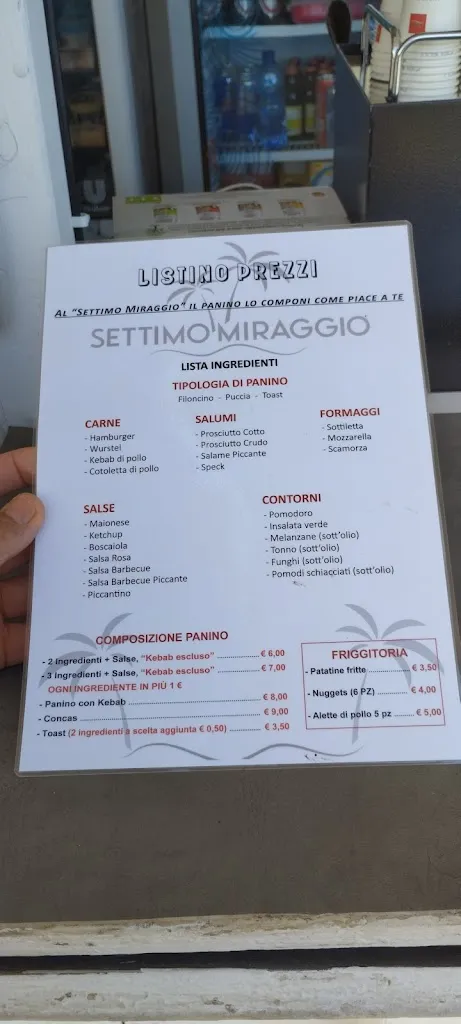 LISTINO PREZZI
AL "SETTIMO MIRAGGIO" IL PANINO LO COMPONI COME PIACE A TE
SETTIMO MIRAGGIO
LISTA INGREDIENTI
TIPOLOGIA DI PANINO
Filoncino - Puccia - Toast
CARNE
- Hamburger
- Wurstel
- Kebab di pollo
- Cotoletta di pollo
SALUMI
- Prosciutto Cotto
- Prosciutto Crudo
- Salame Piccante
- Speck
FORMAGGI
- Sottiletta
- Mozzarella
- Scamorza
SALSE
- Maionese
- Ketchup
- Boscaiola
- Salsa Rosa
- Salsa Barbecue
- Salsa Barbecue Piccante
- Piccantino
CONTORNI
- Pomodoro
- Insalata verde
- Melanzane (sott'olio)
- Tonno (sott'olio)
- Funghi (sott'olio)
- Pomodi schiacciati (sott'olio)
COMPOSIZIONE PANINO
- 2 Ingredienti + Salse, "Kebab escluso" .................. € 6,00
- 3 Ingredienti + Salse, "Kebab escluso" .................. € 7,00
OGNI INGREDIENTE IN PIÙ 1 €
- Panino con Kebab .................. € 8,00
- Concas .................. € 9,00
- Toast (2 ingredienti a scelta aggiunta € 0,50) ........... € 3,50
FRIGGITORIA
- Patatine fritte ............ € 3,50
- Nuggets (6 PZ) .......... € 4,00
- Alette di pollo 5 pz ....... € 5,00